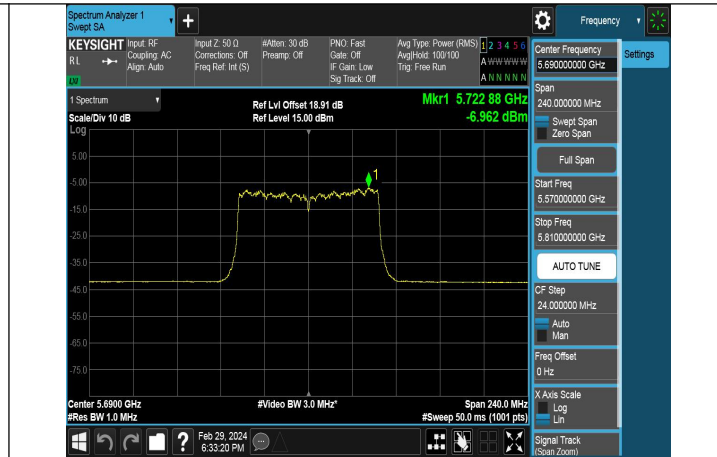 Spectrum Analyzer 1
Swept SA
+
Frequency
KEYSIGHT
RL
LXI
Input: RF
Coupling: AC
Align: Auto
Input Z: 50 Ω
Corrections: Off
Freq Ref: Int (S)
#Atten: 30 dB
Preamp: Off
PNO: Fast
Gate: Off
IF Gain: Low
Sig Track: Off
Avg Type: Power (RMS)
Avg|Hold: 100/100
Trig: Free Run
1 2 3 4 5 6
A W W W W W
A N N N N N
1 Spectrum
Scale/Div 10 dB
Log
Ref Lvl Offset 18.91 dB
Ref Level 15.00 dBm
Mkr1 5.722 88 GHz
-6.962 dBm
5.00
-5.00
-15.0
-25.0
-35.0
-45.0
-55.0
-65.0
-75.0
1
Center 5.6900 GHz
#Res BW 1.0 MHz
#Video BW 3.0 MHz*
Span 240.0 MHz
#Sweep 50.0 ms (1001 pts)
Feb 29, 2024
6:33:20 PM
?
Center Frequency
5.690000000 GHz
Span
240.000000 MHz
Swept Span
Zero Span
Full Span
Start Freq
5.570000000 GHz
Stop Freq
5.810000000 GHz
AUTO TUNE
CF Step
24.000000 MHz
Auto
Man
Freq Offset
0 Hz
X Axis Scale
Log
Lin
Signal Track
(Span Zoom)
Settings